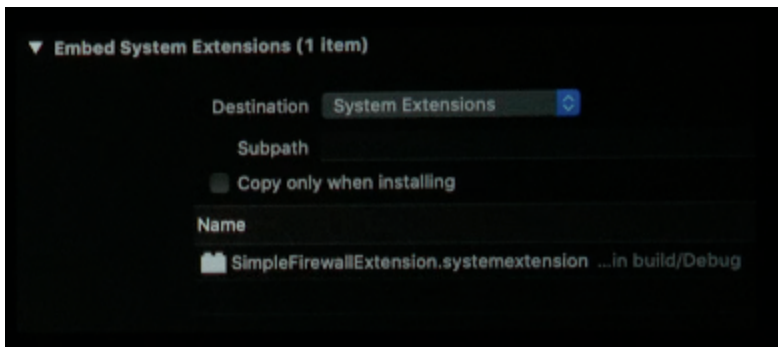 Embed System Extensions (1 item)
Destination System Extensions
Subpath
Copy only when installing
Name
SimpleFirewallExtension.systemextension ...in build/Debug